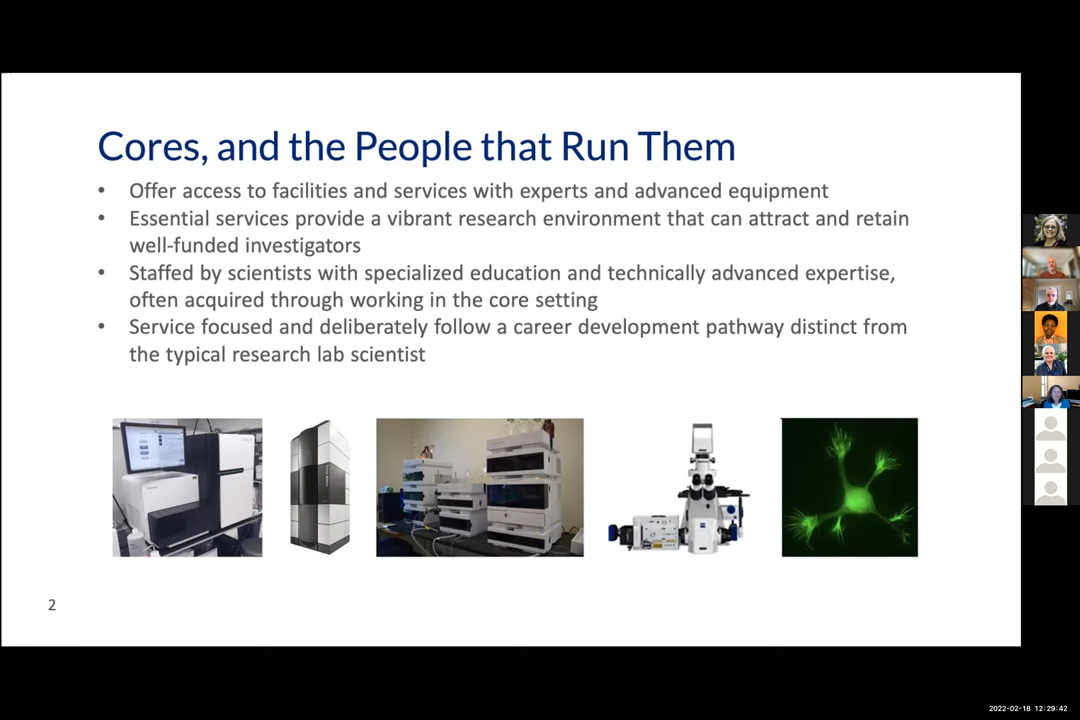 Cores, and the People that Run Them
• Offer access to facilities and services with experts and advanced equipment
• Essential services provide a vibrant research environment that can attract and retain
well-funded investigators
• Staffed by scientists with specialized education and technically advanced expertise,
often acquired through working in the core setting
• Service focused and deliberately follow a career development pathway distinct from
the typical research lab scientist
2
2022-02-18 12:29:42